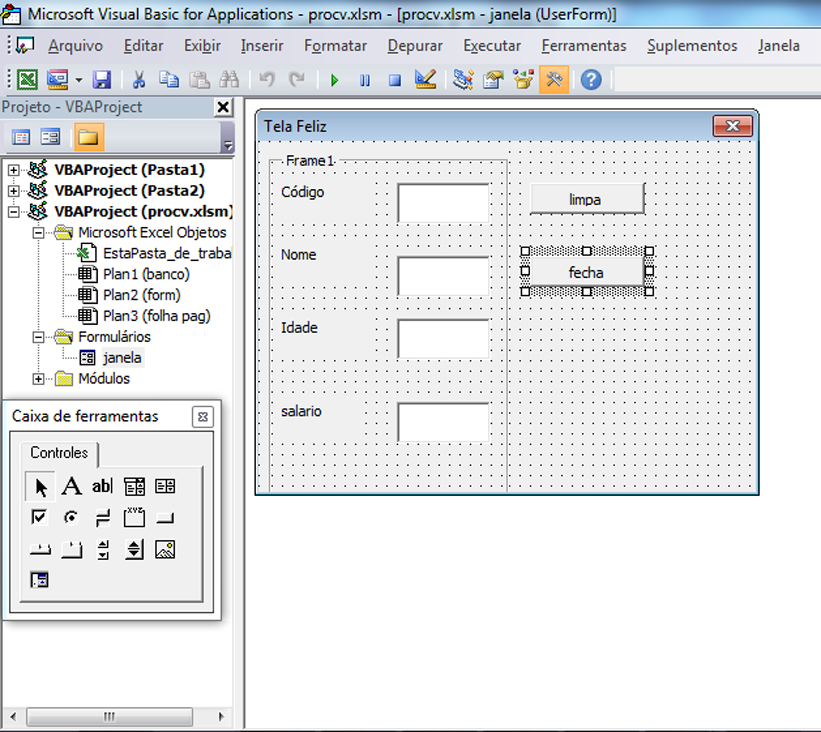 Microsoft Visual Basic for Applications - procv.xlsm - [procv.xlsm - janela (UserForm)]
Arquivo Editar Exibir Inserir Formatar Depurar Executar Ferramentas Suplementos Janela
Projeto - VBAProject
VBAProject (Pasta1)
VBAProject (Pasta2)
VBAProject (procv.xlsm)
Microsoft Excel Objetos
EstaPasta_de_traba
Plan1 (banco)
Plan2 (form)
Plan3 (folha pag)
Formulários
janela
Módulos
Caixa de ferramentas
Controles
A ab|
XYZ
Tela Feliz
Frame1
Código
limpa
Nome
fecha
Idade
salario